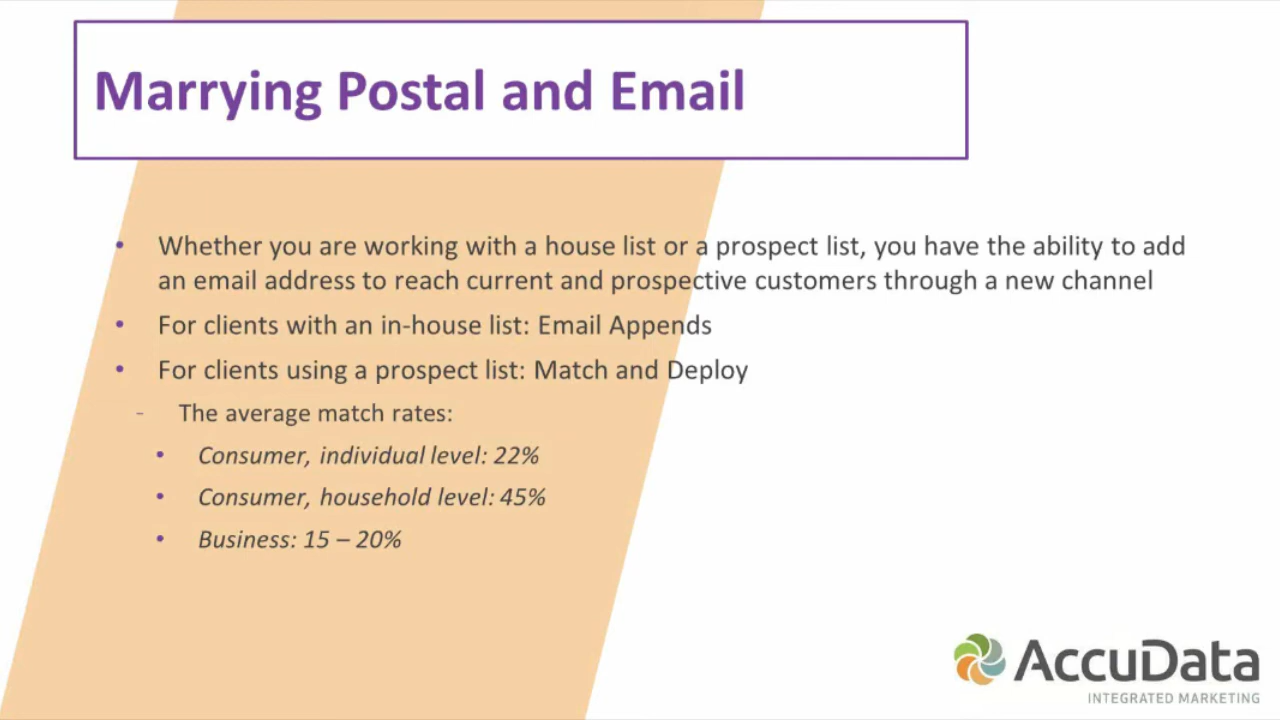 Marrying Postal and Email
• Whether you are working with a house list or a prospect list, you have the ability to add
an email address to reach current and prospective customers through a new channel
• For clients with an in-house list: Email Appends
• For clients using a prospect list: Match and Deploy
- The average match rates:
• Consumer, individual level: 22%
• Consumer, household level: 45%
• Business: 15 – 20%
AccuData
INTEGRATED MARKETING